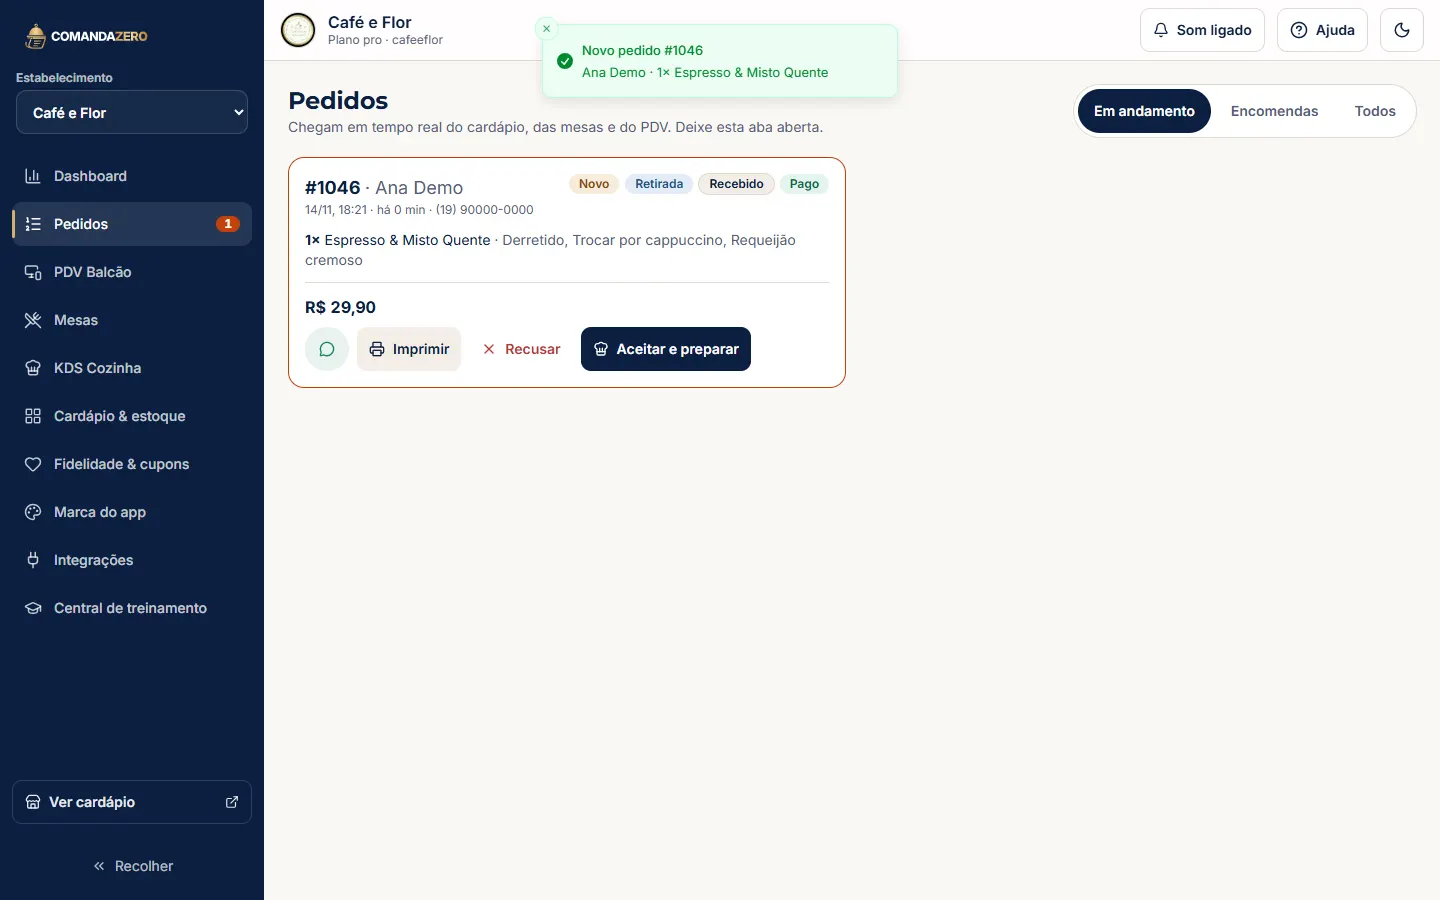 COMANDAZERO
Estabelecimento
Café e Flor
Dashboard
Pedidos
1
PDV Balcão
Mesas
KDS Cozinha
Cardápio & estoque
Fidelidade & cupons
Marca do app
Integrações
Central de treinamento
Ver cardápio
Recolher
Café e Flor
Plano pro · cafeeflor
Novo pedido #1046
Ana Demo · 1× Espresso & Misto Quente
Som ligado
Ajuda
Pedidos
Chegam em tempo real do cardápio, das mesas e do PDV. Deixe esta aba aberta.
Em andamento
Encomendas
Todos
#1046 · Ana Demo
Novo
Retirada
Recebido
Pago
14/11, 18:21 · há 0 min · (19) 90000-0000
1× Espresso & Misto Quente · Derretido, Trocar por cappuccino, Requeijão
cremoso
R$ 29,90
Imprimir
Recusar
Aceitar e preparar